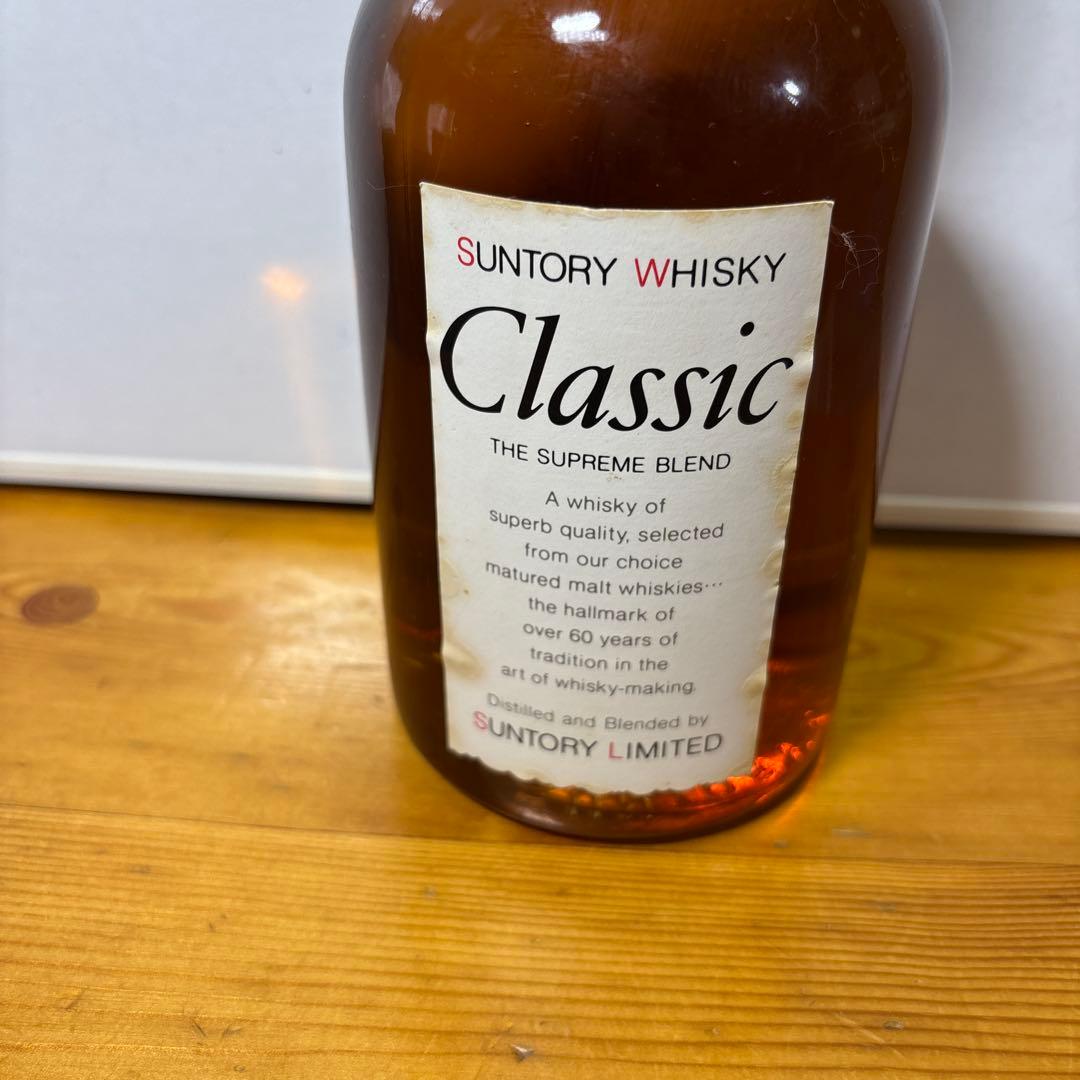 SUNTORY WHISKY
Classic
THE SUPREME BLEND
A whisky of
superb quality, selected
from our choice
matured malt whiskies…
the hallmark of
over 60 years of
tradition in the
art of whisky-making.
Distilled and Blended by
SUNTORY LIMITED